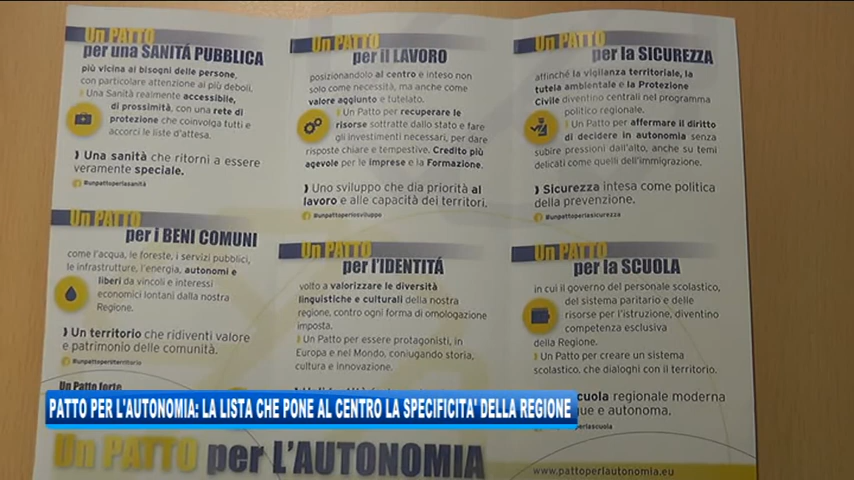 Un PATTO
per una SANITÁ PUBBLICA
più vicina ai bisogni delle persone,
con particolare attenzione ai più deboli.
Una Sanità realmente accessibile,
di prossimità, con una rete di
protezione che coinvolga tutti e
accorci le liste d'attesa.
Una sanità che ritorni a essere
veramente speciale.
@unpattoperlasanità
Un PATTO
per il LAVORO
posizionandolo al centro e inteso non
solo come necessità, ma anche come
valore aggiunto e tutelato.
Un Patto per recuperare le
risorse sottratte dallo stato e fare
gli investimenti necessari, per dare
risposte chiare e tempestive. Credito più
agevole per le imprese e la Formazione.
Uno sviluppo che dia priorità al
lavoro e alle capacità dei territori.
@unpattoperlosviluppo
Un PATTO
per la SICUREZZA
affinché la vigilanza territoriale, la
tutela ambientale e la Protezione
Civile diventino centrali nel programma
politico regionale.
Un Patto per affermare il diritto
di decidere in autonomia senza
subire pressioni dall'alto, anche su temi
delicati come quelli dell'immigrazione.
Sicurezza intesa come politica
della prevenzione.
@unpattoperlasicurezza
Un PATTO
per i BENI COMUNI
come l'acqua, le foreste, i servizi pubblici,
le infrastrutture, l'energia, autonomi e
liberi da vincoli e interessi
economici lontani dalla nostra
Regione.
Un territorio che ridiventi valore
e patrimonio delle comunità.
@unpattoperilterritorio
Un Patto forte
Un PATTO
per l'IDENTITÁ
volto a valorizzare le diversità
linguistiche e culturali della nostra
regione, contro ogni forma di omologazione
imposta.
Un Patto per essere protagonisti, in
Europa e nel Mondo, coniugando storia,
cultura e innovazione.
Un PATTO
per la SCUOLA
in cui il governo del personale scolastico,
del sistema paritario e delle
risorse per l'istruzione, diventino
competenza esclusiva
della Regione.
Un Patto per creare un sistema
scolastico, che dialoghi con il territorio.
scuola regionale moderna
e autonoma.
PATTO PER L'AUTONOMIA: LA LISTA CHE PONE AL CENTRO LA SPECIFICITA' DELLA REGIONE
Un PATTO per L'AUTONOMIA
www.pattoperlautonomia.eu